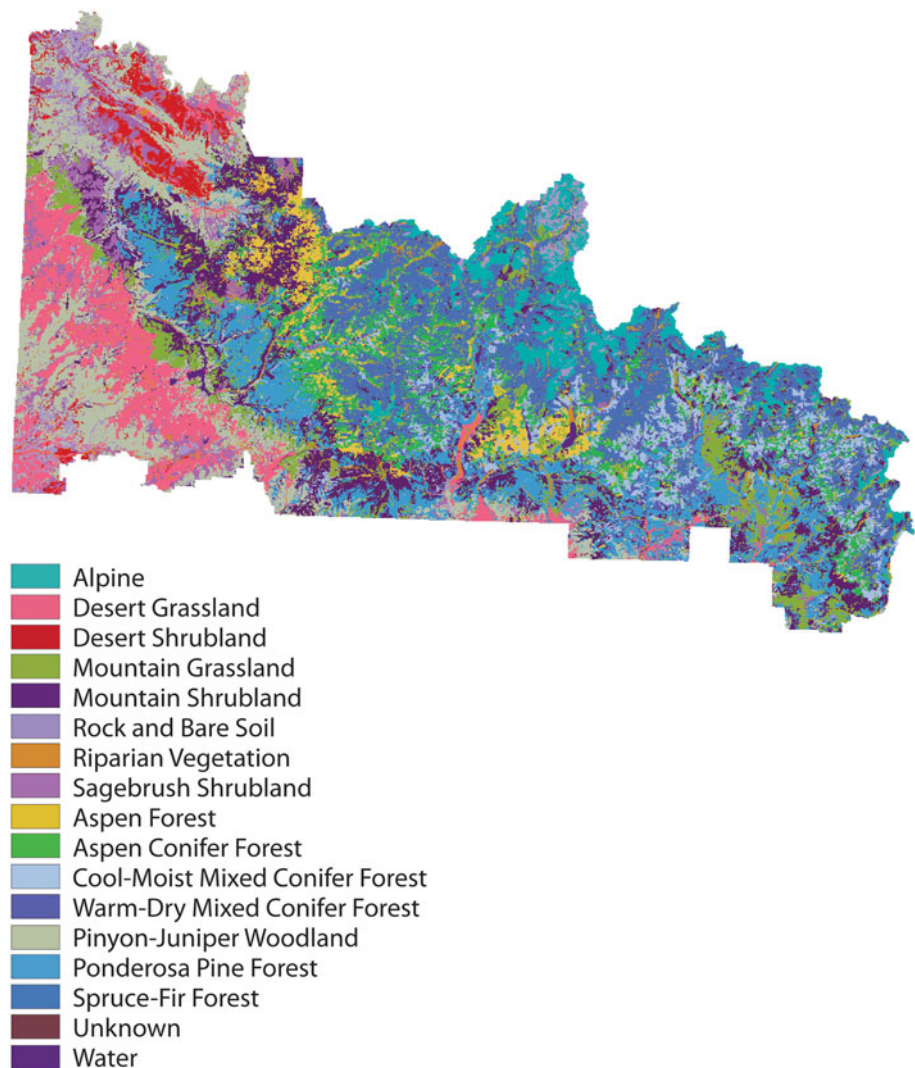 Alpine
Desert Grassland
Desert Shrubland
Mountain Grassland
Mountain Shrubland
Rock and Bare Soil
Riparian Vegetation
Sagebrush Shrubland
Aspen Forest
Aspen Conifer Forest
Cool-Moist Mixed Conifer Forest
Warm-Dry Mixed Conifer Forest
Pinyon-Juniper Woodland
Ponderosa Pine Forest
Spruce-Fir Forest
Unknown
Water